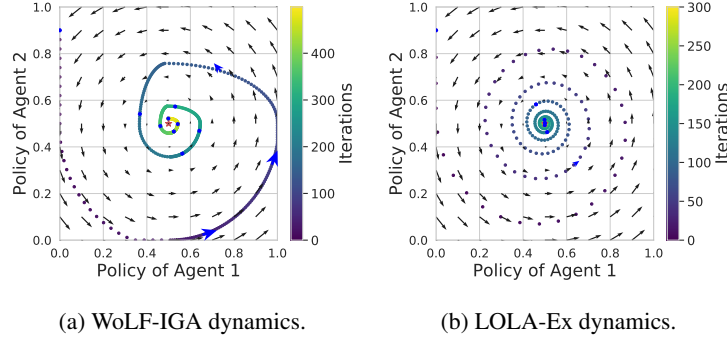 1.0
0.8
0.6
0.4
0.2
0.0
Policy of Agent 2
0.0 0.2 0.4 0.6 0.8 1.0
Policy of Agent 1
400
300
200
100
0
Iterations
(a) WoLF-IGA dynamics.
1.0
0.8
0.6
0.4
0.2
0.0
Policy of Agent 2
0.0 0.2 0.4 0.6 0.8 1.0
Policy of Agent 1
300
250
200
150
100
50
0
Iterations
(b) LOLA-Ex dynamics.